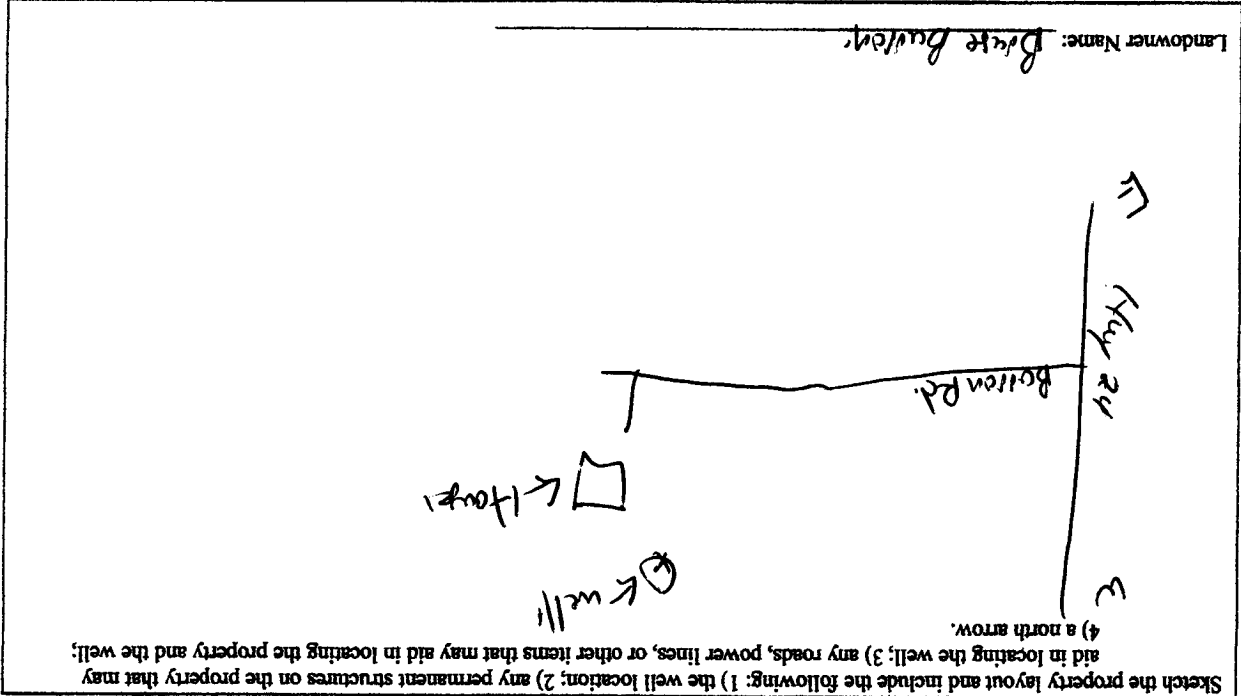 Sketch the property layout and include the following: 1) the well location; 2) any permanent structures on the property that may
aid in locating the well; 3) any roads, power lines, or other items that may aid in locating the property and the well;
4) a north arrow.
W
well
House
Rd.
Hwy 24
E
Landowner Name: